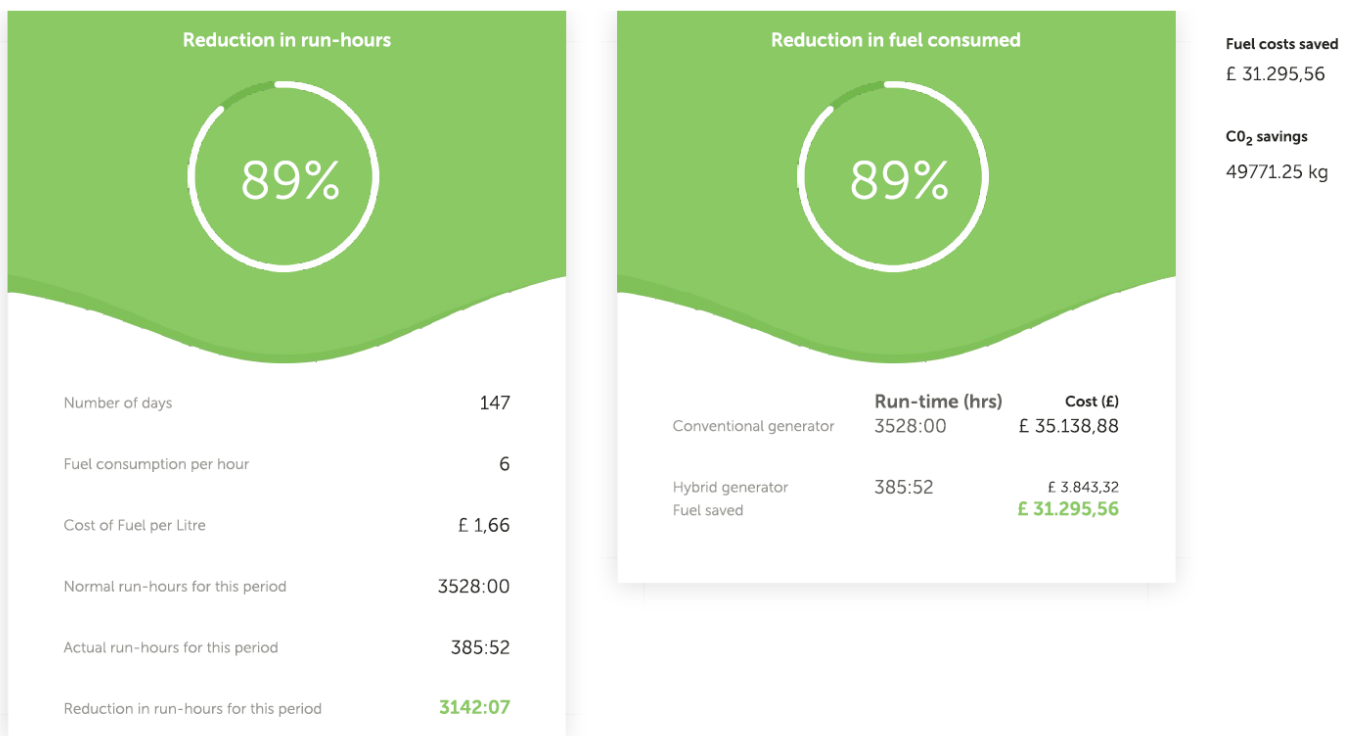 Reduction in run-hours
89%
Number of days 147
Fuel consumption per hour 6
Cost of Fuel per Litre £ 1,66
Normal run-hours for this period 3528:00
Actual run-hours for this period 385:52
Reduction in run-hours for this period 3142:07
Reduction in fuel consumed
89%
Run-time (hrs) Cost (£)
Conventional generator 3528:00 £ 35.138,88
Hybrid generator 385:52 £ 3.843,32
Fuel saved £ 31.295,56
Fuel costs saved
£ 31.295,56
C0₂ savings
49771.25 kg